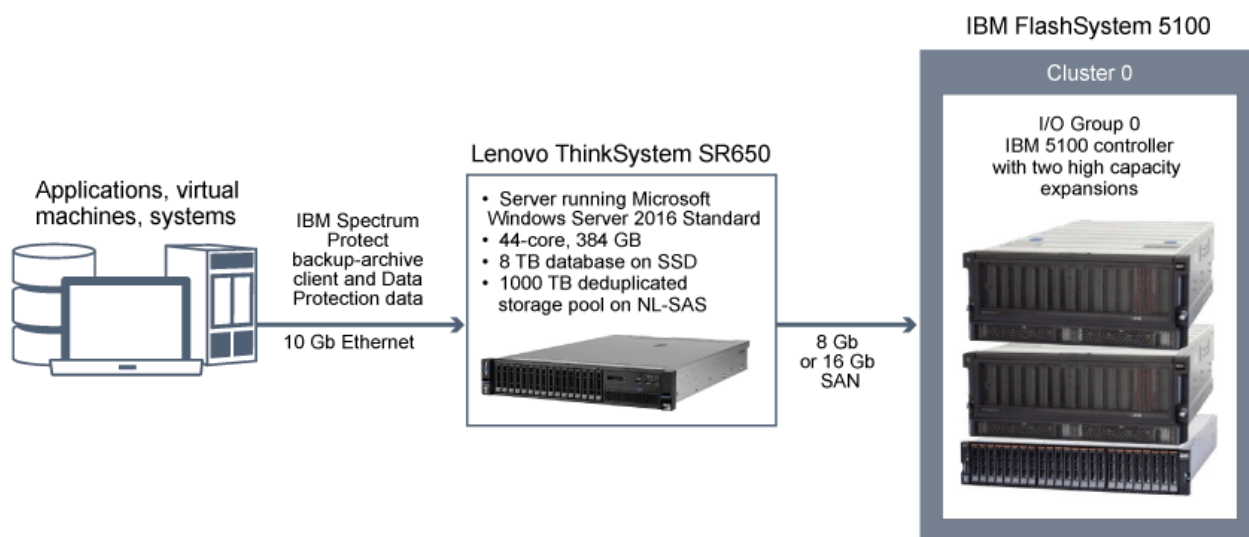 IBM FlashSystem 5100
Cluster 0
I/O Group 0
IBM 5100 controller
with two high capacity
expansions
Lenovo ThinkSystem SR650
• Server running Microsoft
Windows Server 2016 Standard
• 44-core, 384 GB
• 8 TB database on SSD
• 1000 TB deduplicated
storage pool on NL-SAS
Applications, virtual
machines, systems
IBM Spectrum
Protect
backup-archive
client and Data
Protection data
10 Gb Ethernet
8 Gb
or 16 Gb
SAN